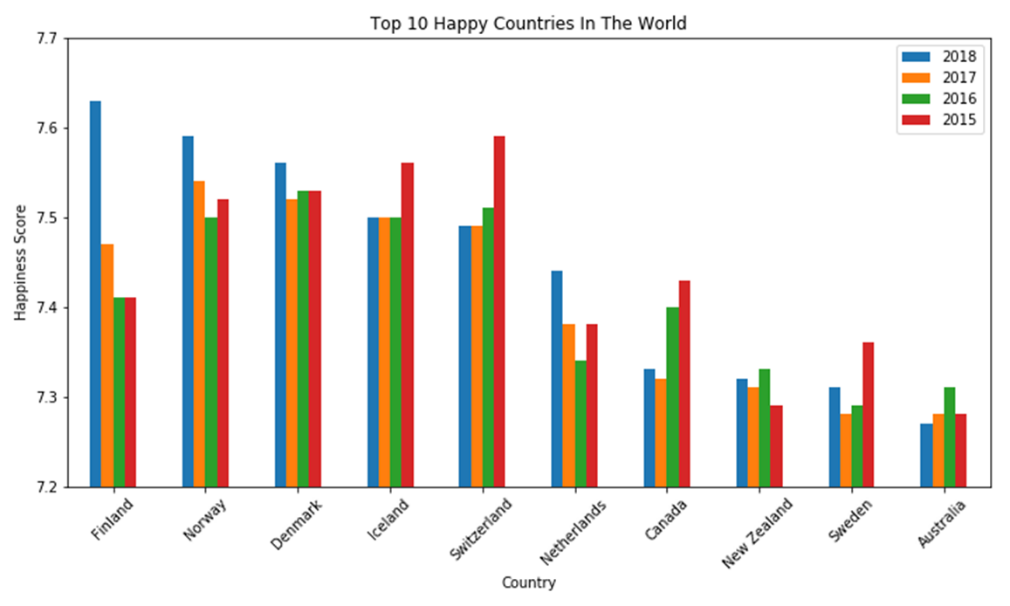 Top 10 Happy Countries In The World
7.7
7.6
7.5
7.4
7.3
7.2
Happiness Score
2018
2017
2016
2015
Finland
Norway
Denmark
Iceland
Switzerland
Netherlands
Canada
New Zealand
Sweden
Australia
Country